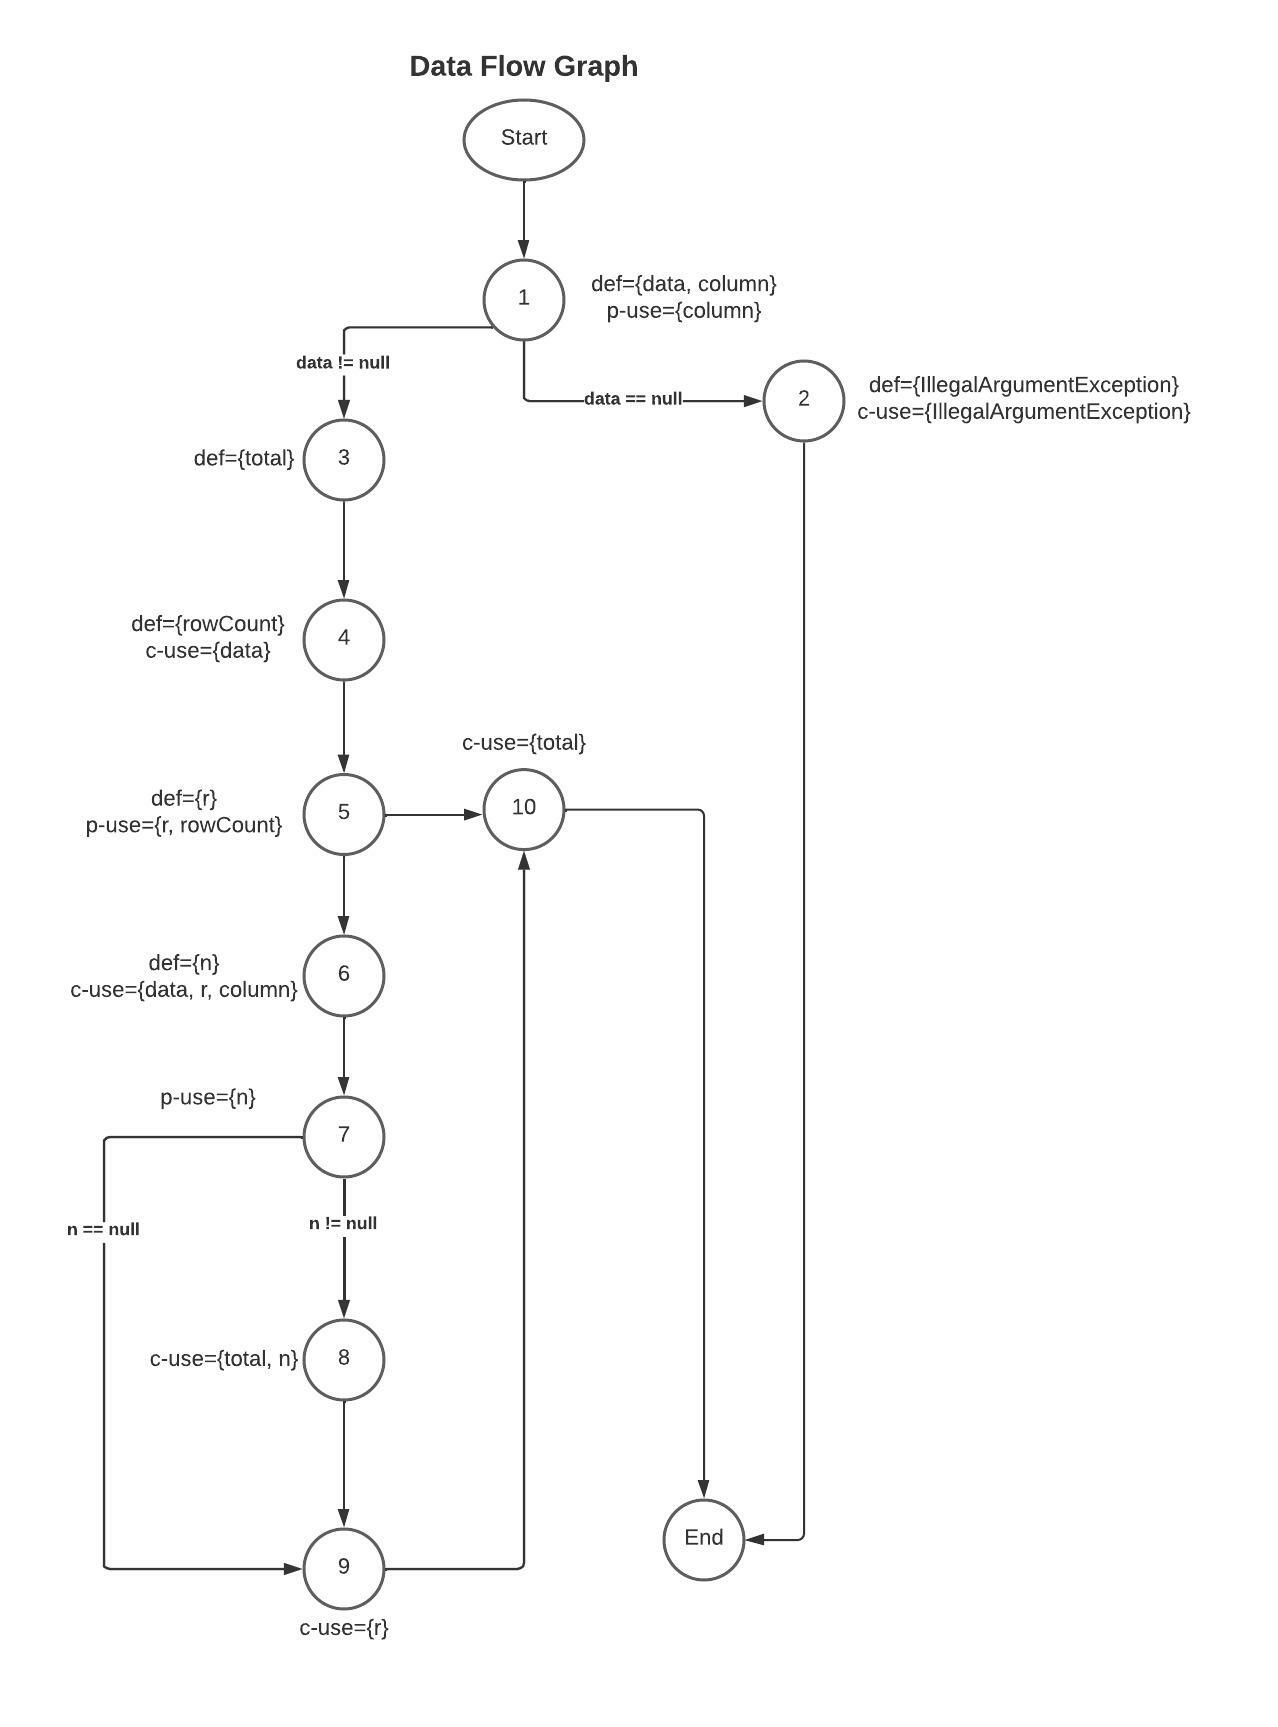 Data Flow Graph
Start
1
def={data, column}
p-use={column}
data != null
data == null
2
def={IllegalArgumentException}
c-use={IllegalArgumentException}
def={total}
3
def={rowCount}
c-use={data}
4
c-use={total}
10
def={r}
p-use={r, rowCount}
5
def={n}
c-use={data, r, column}
6
p-use={n}
7
n == null
n != null
c-use={total, n}
8
End
9
c-use={r}